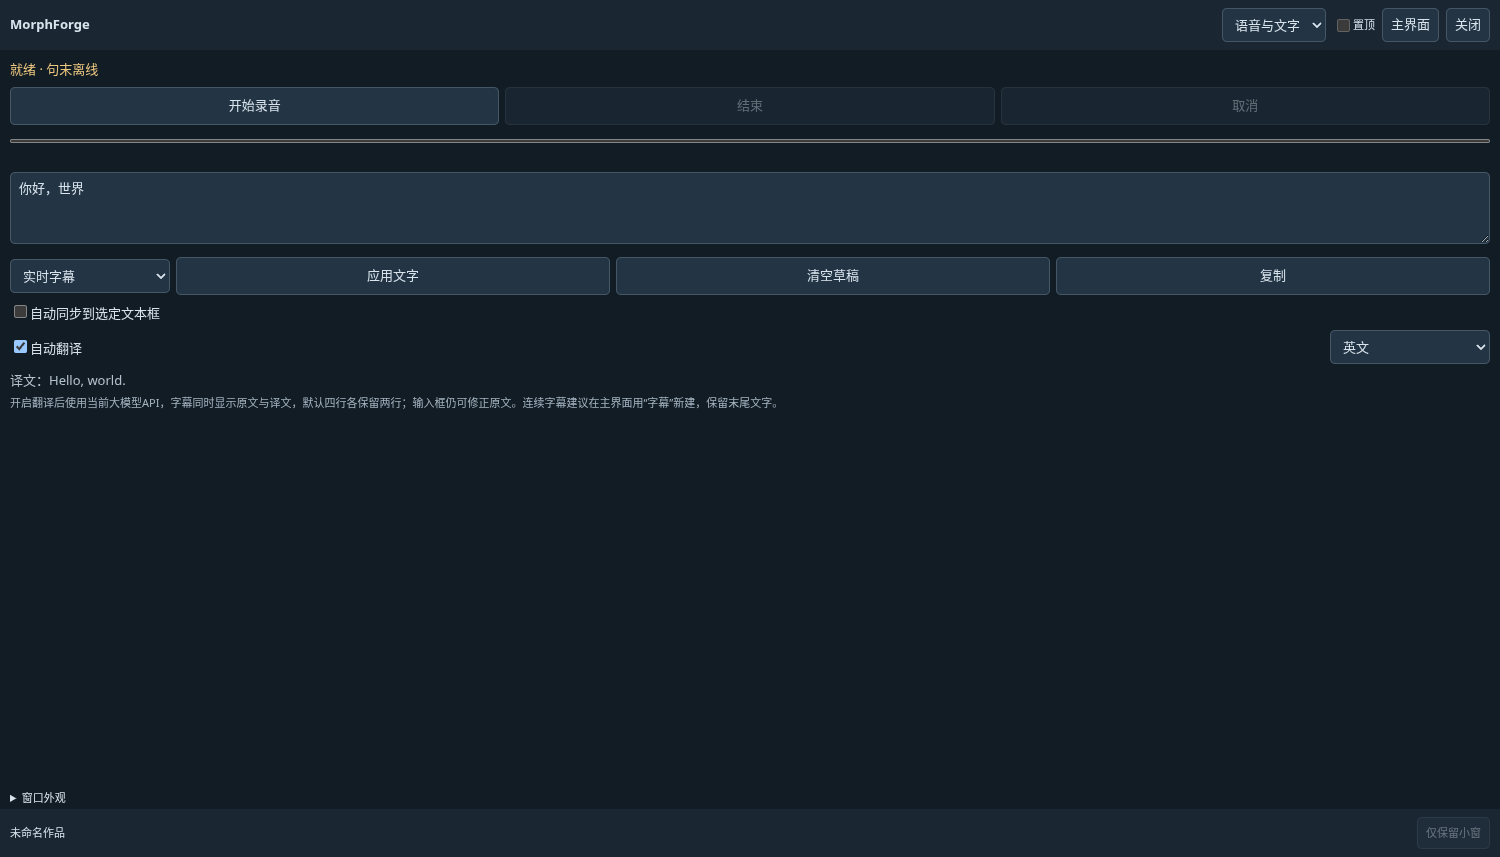 MorphForge
语音与文字 置顶 主界面 关闭
就绪 · 句末离线
开始录音 结束 取消
你好，世界
实时字幕 应用文字 清空草稿 复制
自动同步到选定文本框
自动翻译 英文
译文：Hello, world.
开启翻译后使用当前大模型API，字幕同时显示原文与译文，默认四行各保留两行；输入框仍可修正原文。连续字幕建议在主界面用“字幕”新建，保留末尾文字。
窗口外观
未命名作品 仅保留小窗